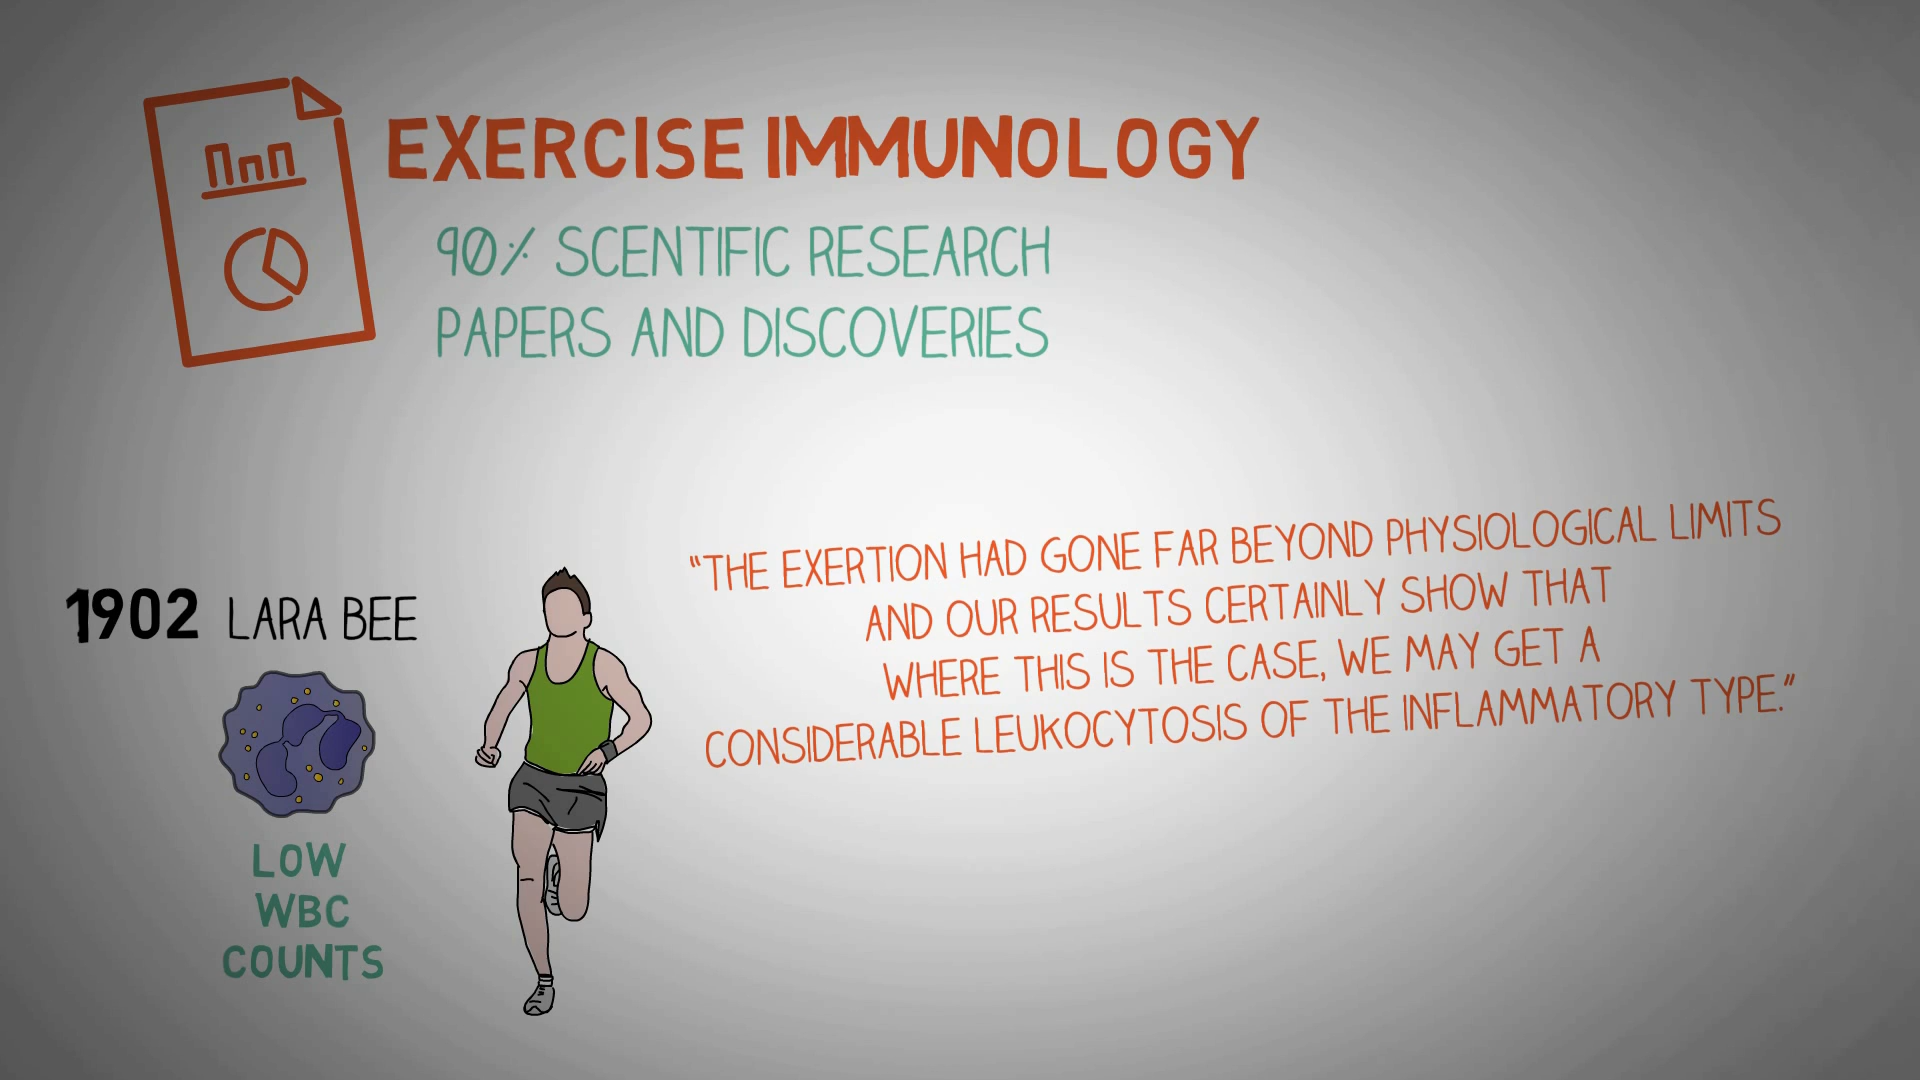 EXERCISE IMMUNOLOGY
90% SCENTIFIC RESEARCH
PAPERS AND DISCOVERIES
1902 LARA BEE
LOW
WBC
COUNTS
“THE EXERTION HAD GONE FAR BEYOND PHYSIOLOGICAL LIMITS
AND OUR RESULTS CERTAINLY SHOW THAT
WHERE THIS IS THE CASE, WE MAY GET A
CONSIDERABLE LEUKOCYTOSIS OF THE INFLAMMATORY TYPE.”